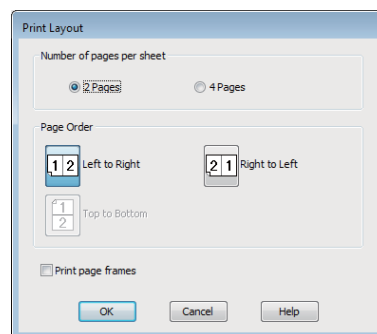 Print Layout
Number of pages per sheet
2 Pages
4 Pages
Page Order
1 2 Left to Right
2 1 Right to Left
1
2
Top to Bottom
Print page frames
OK Cancel Help